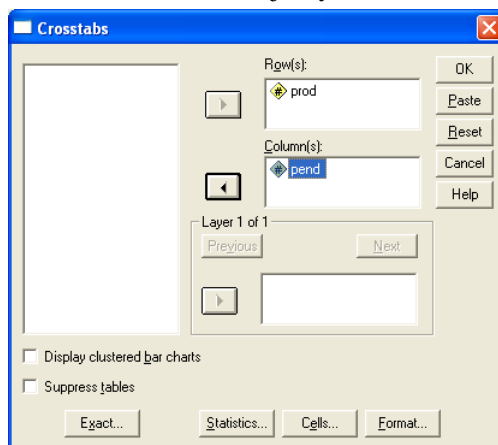 Crosstabs
Row(s):
prod
Column(s):
pend
Layer 1 of 1
Previous
Next
Display clustered bar charts
Suppress tables
Exact...
Statistics...
Cells...
Format...
OK
Paste
Reset
Cancel
Help